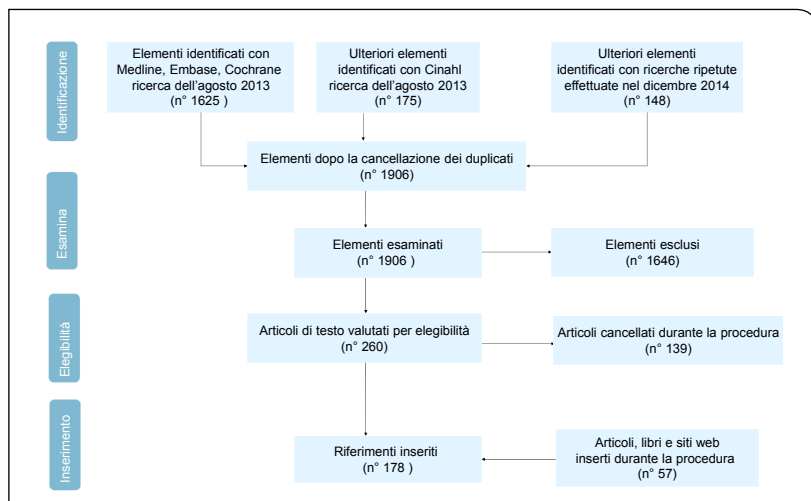 Identificazione
Elementi identificati con
Medline, Embase, Cochrane
ricerca dell'agosto 2013
(n° 1625 )
Ulteriori elementi
identificati con Cinahl
ricerca dell'agosto 2013
(n° 175)
Ulteriori elementi
identificati con ricerche ripetute
effettuate nel dicembre 2014
(n° 148)
Elementi dopo la cancellazione dei duplicati
(n° 1906)
Esamina
Elementi esaminati
(n° 1906 )
Elementi esclusi
(n° 1646)
Elegibilità
Articoli di testo valutati per elegibilità
(n° 260)
Articoli cancellati durante la procedura
(n° 139)
Inserimento
Riferimenti inseriti
(n° 178 )
Articoli, libri e siti web
inserti durante la procedura
(n° 57)